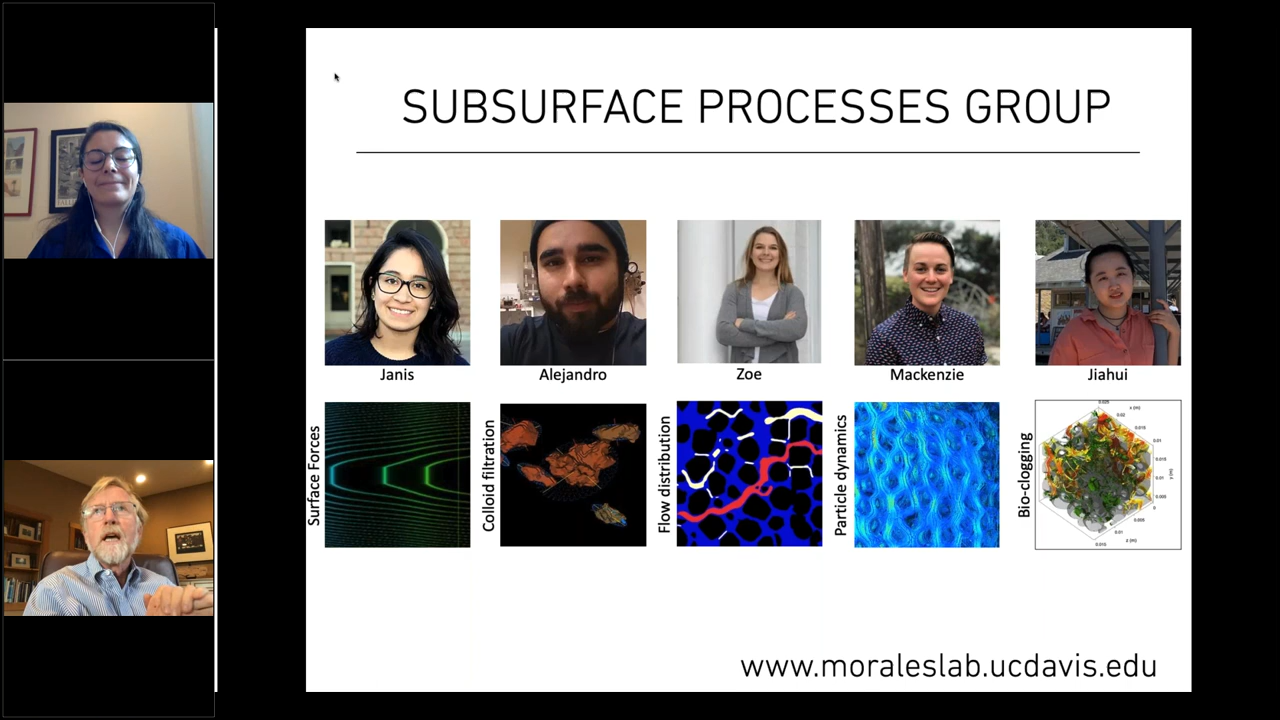 SUBSURFACE PROCESSES GROUP
Janis
Alejandro
Zoe
Mackenzie
Jiahui
Surface Forces
Colloid filtration
Flow distribution
Particle dynamics
Bio-clogging
www.moraleslab.ucdavis.edu